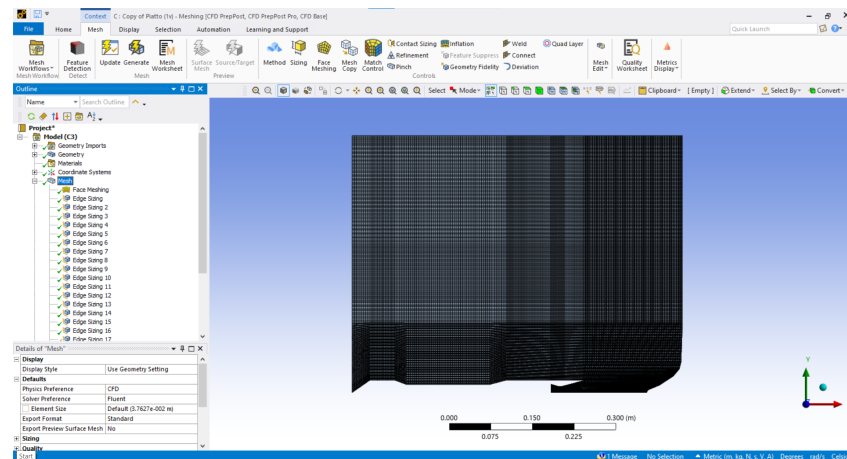 Context C : Copy of Piatto (1v) - Meshing [CFD PrepPost, CFD PrepPost Pro, CFD Base]
File Home Mesh Display Selection Automation Learning and Support Quick Launch
Mesh Workflows Feature Detection Update Generate Mesh Worksheet Surface Mesh Source/Target Method Sizing Face Meshing Mesh Copy Match Control Contact Sizing Inflation Weld Quad Layer Mesh Edit Quality Worksheet Metrics Display
Refinement Feature Suppress Connect
Pinch Geometry Fidelity Deviation
Mesh Workflow Detect Mesh Preview Controls
Outline
Select Mode Clipboard [Empty] Extend Select By Convert
Name Search Outline
Project*
Model (C3)
Geometry Imports
Geometry
Materials
Coordinate Systems
Mesh
Face Meshing
Edge Sizing
Edge Sizing 2
Edge Sizing 3
Edge Sizing 4
Edge Sizing 5
Edge Sizing 6
Edge Sizing 7
Edge Sizing 8
Edge Sizing 9
Edge Sizing 10
Edge Sizing 11
Edge Sizing 12
Edge Sizing 13
Edge Sizing 14
Edge Sizing 15
Edge Sizing 16
Edge Sizing 17
Details of "Mesh"
Display
Display Style Use Geometry Setting
Defaults
Physics Preference CFD
Solver Preference Fluent
Element Size Default (3.7627e-002 m)
Export Format Standard
Export Preview Surface Mesh No
Sizing
Quality
Y
0.000 0.150 0.300 (m)
0.075 0.225
Start
1 Message No Selection Metric (m, kg, N, s, V, A) Degrees rad/s Celsi